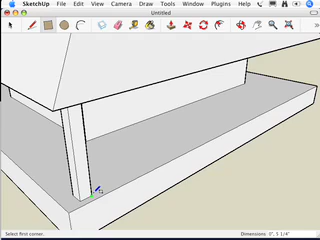 SketchUp File Edit View Camera Draw Tools Window Plugins Help
Untitled
Select first corner. Dimensions 0", 5 1/4"